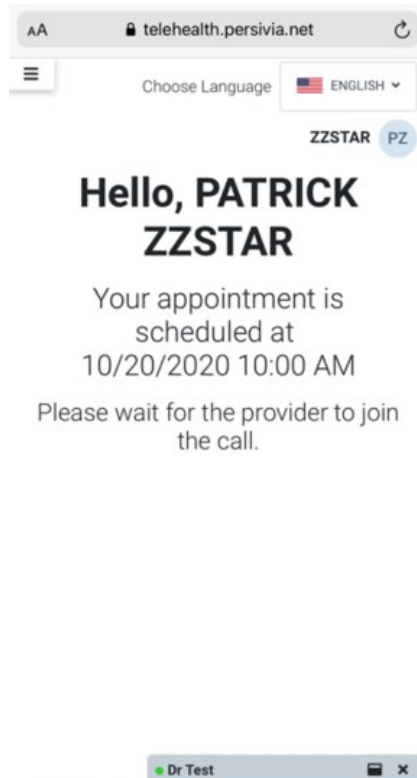 AA telehealth.persivia.net
Choose Language ENGLISH
ZZSTAR PZ
Hello, PATRICK
ZZSTAR
Your appointment is
scheduled at
10/20/2020 10:00 AM
Please wait for the provider to join
the call.
Dr Test